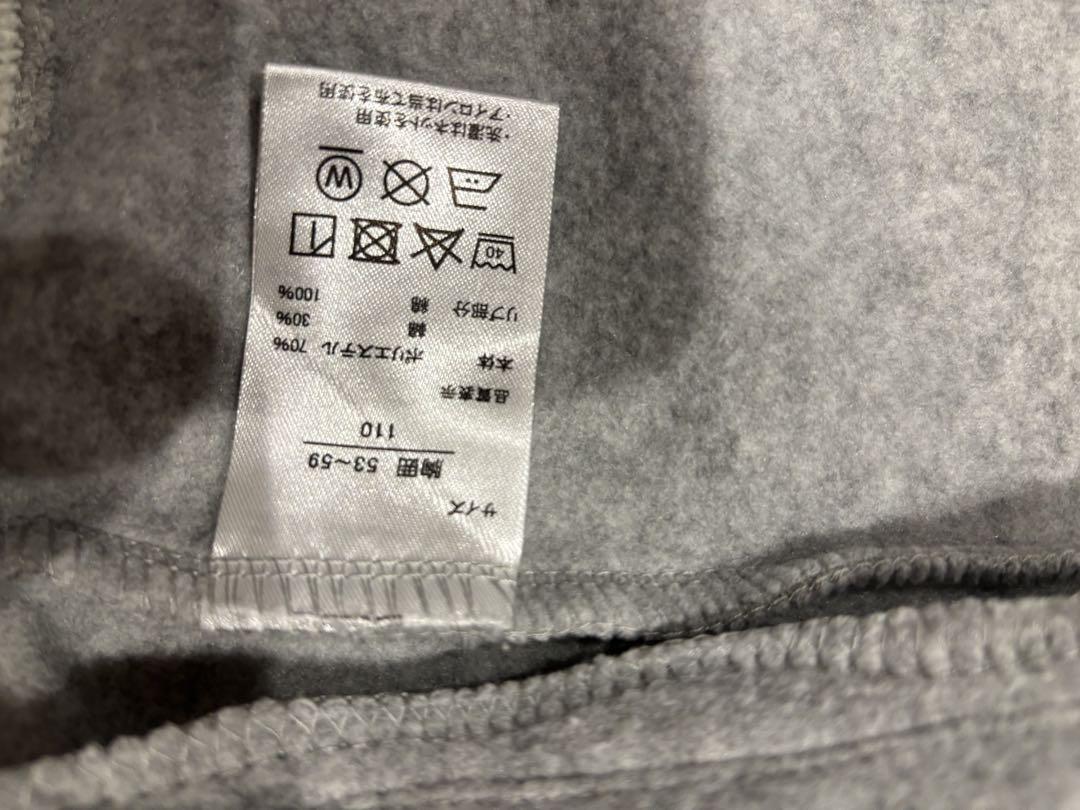 サイズ
胸囲 53~59
110
品質表示
本体 ポリエステル 70%
綿 30%
リブ部分 綿 100%
40
W
・洗濯はネットを使用
・アイロンは当て布を使用